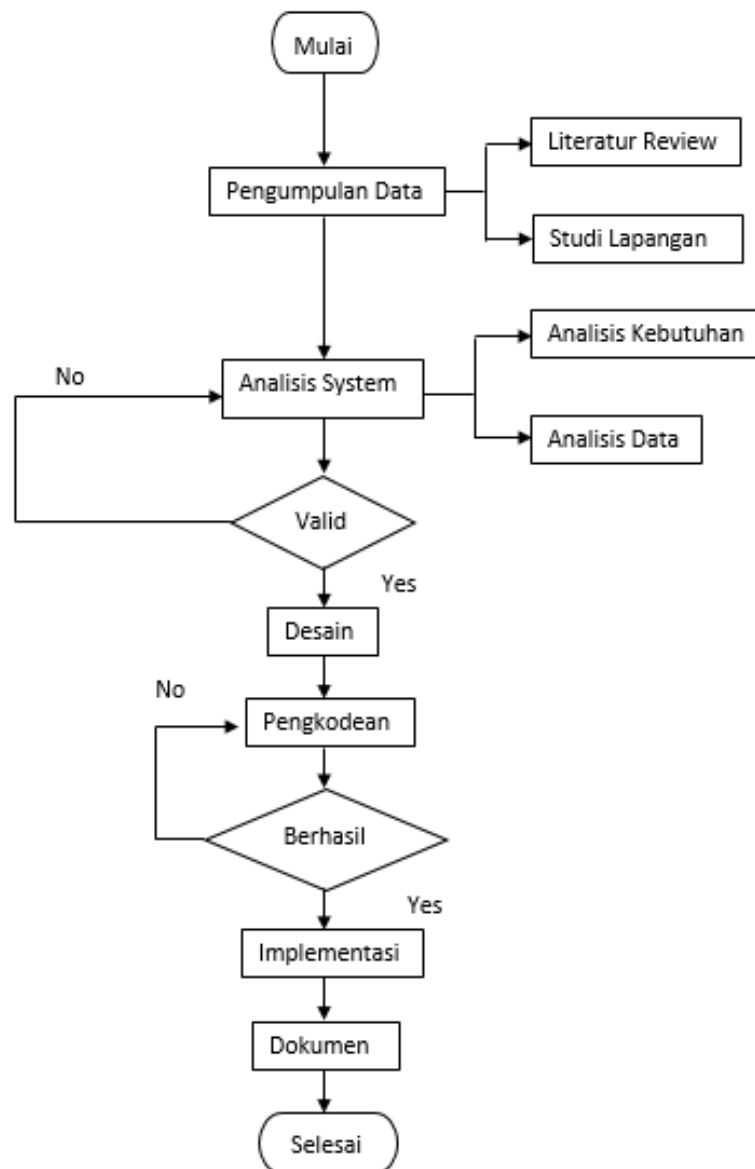 Mulai
Literatur Review
Pengumpulan Data
Studi Lapangan
Analisis Kebutuhan
No
Analisis System
Analisis Data
Valid
Yes
Desain
No
Pengkodean
Berhasil
Yes
Implementasi
Dokumen
Selesai